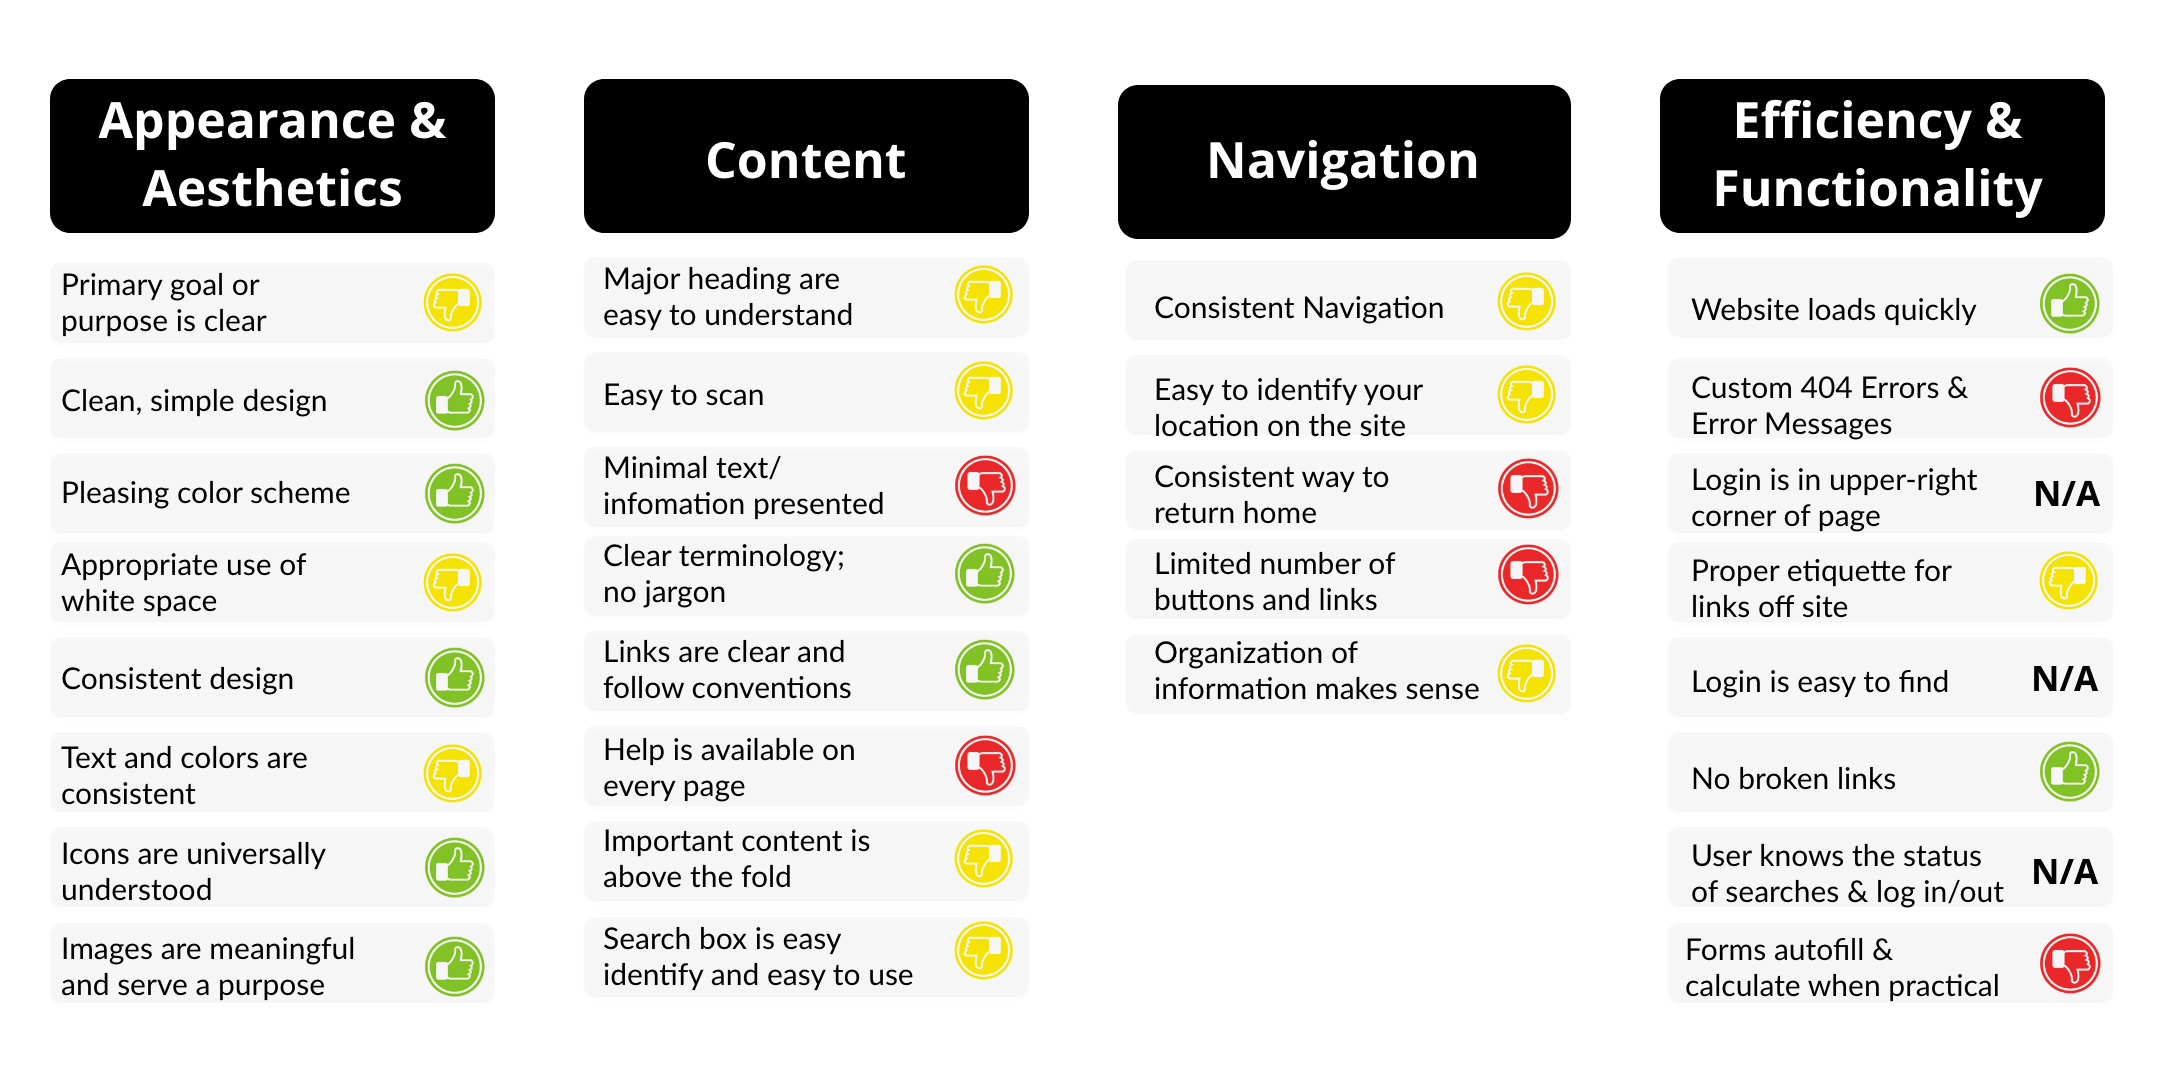 Appearance &
Aesthetics
Primary goal or
purpose is clear
Clean, simple design
Pleasing color scheme
Appropriate use of
white space
Consistent design
Text and colors are
consistent
Icons are universally
understood
Images are meaningful
and serve a purpose
Content
Major heading are
easy to understand
Easy to scan
Minimal text/
infomation presented
Clear terminology;
no jargon
Links are clear and
follow conventions
Help is available on
every page
Important content is
above the fold
Search box is easy
identify and easy to use
Navigation
Consistent Navigation
Easy to identify your
location on the site
Consistent way to
return home
Limited number of
buttons and links
Organization of
information makes sense
Efficiency &
Functionality
Website loads quickly
Custom 404 Errors &
Error Messages
Login is in upper-right
corner of page
N/A
Proper etiquette for
links off site
Login is easy to find
N/A
No broken links
User knows the status
of searches & log in/out
N/A
Forms autofill &
calculate when practical